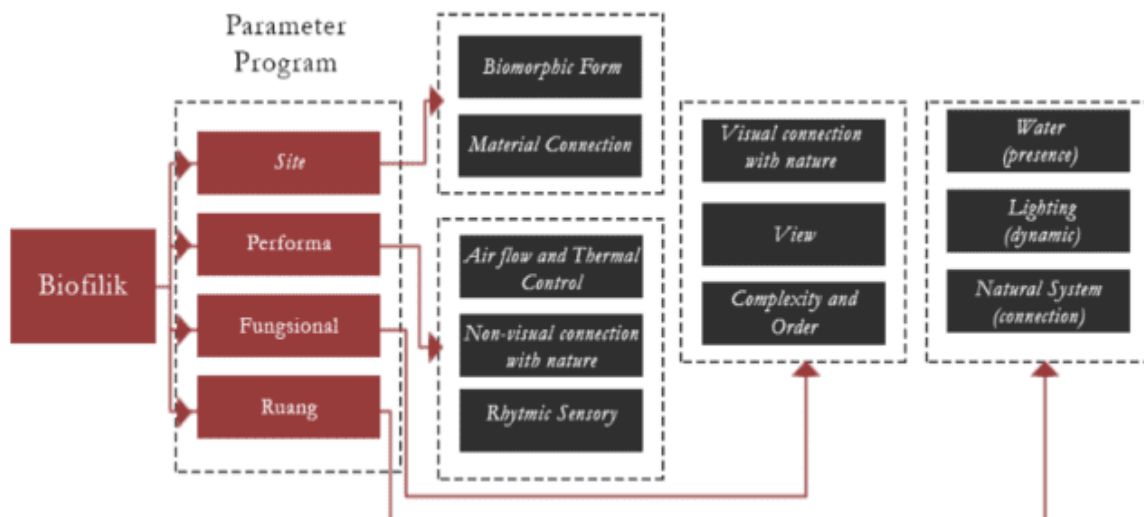 Parameter
Program
Biofilik
Site
Performa
Fungsional
Ruang
Biomorphic Form
Material Connection
Air flow and Thermal
Control
Non-visual connection
with nature
Rhytmic Sensory
Visual connection
with nature
View
Complexity and
Order
Water
(presence)
Lighting
(dynamic)
Natural System
(connection)